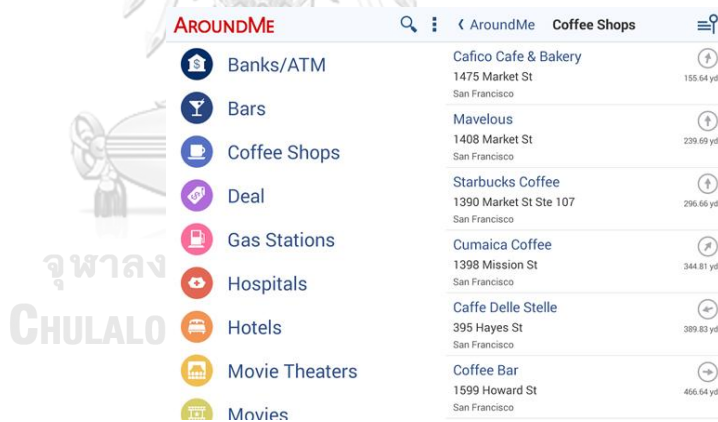 AROUNDME
Banks/ATM
Bars
Coffee Shops
Deal
Gas Stations
Hospitals
Hotels
Movie Theaters
Movies
AroundMe Coffee Shops
Cafico Cafe & Bakery
1475 Market St
San Francisco
155.64 yd
Mavelous
1408 Market St
San Francisco
239.69 yd
Starbucks Coffee
1390 Market St Ste 107
San Francisco
296.66 yd
Cumaica Coffee
1398 Mission St
San Francisco
344.81 yd
Caffe Delle Stelle
395 Hayes St
San Francisco
389.83 yd
Coffee Bar
1599 Howard St
San Francisco
466.64 yd
จุฬาลง
CHULALO